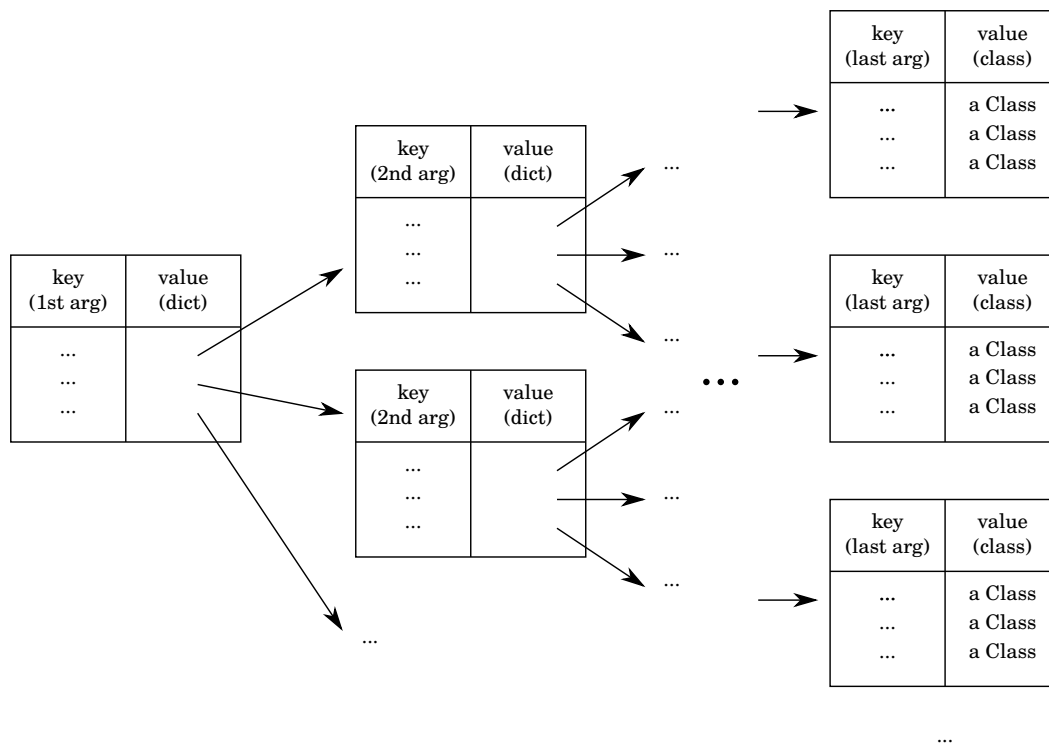 key
(1st arg)
value
(dict)
...
...
...
key
(2nd arg)
value
(dict)
...
...
...
key
(2nd arg)
value
(dict)
...
...
...
...
...
...
...
...
...
...
...
key
(last arg)
value
(class)
... a Class
... a Class
... a Class
key
(last arg)
value
(class)
... a Class
... a Class
... a Class
key
(last arg)
value
(class)
... a Class
... a Class
... a Class
...